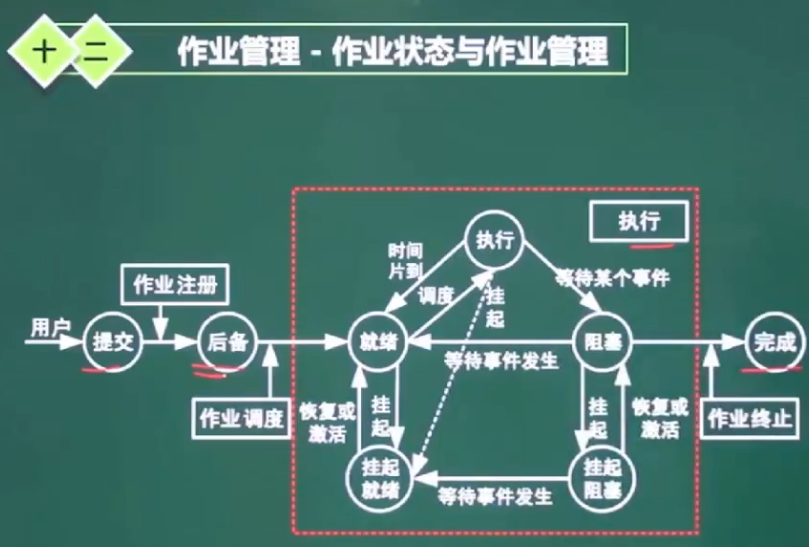 十二
作业管理 - 作业状态与作业管理
执行
执行
时间
片到
调度
挂
起
等待某个事件
作业注册
用户
提交
后备
就绪
等待事件发生
阻塞
完成
作业调度
恢复或
激活
挂
起
挂
起
恢复或
激活
作业终止
挂起
就绪
等待事件发生
挂起
阻塞